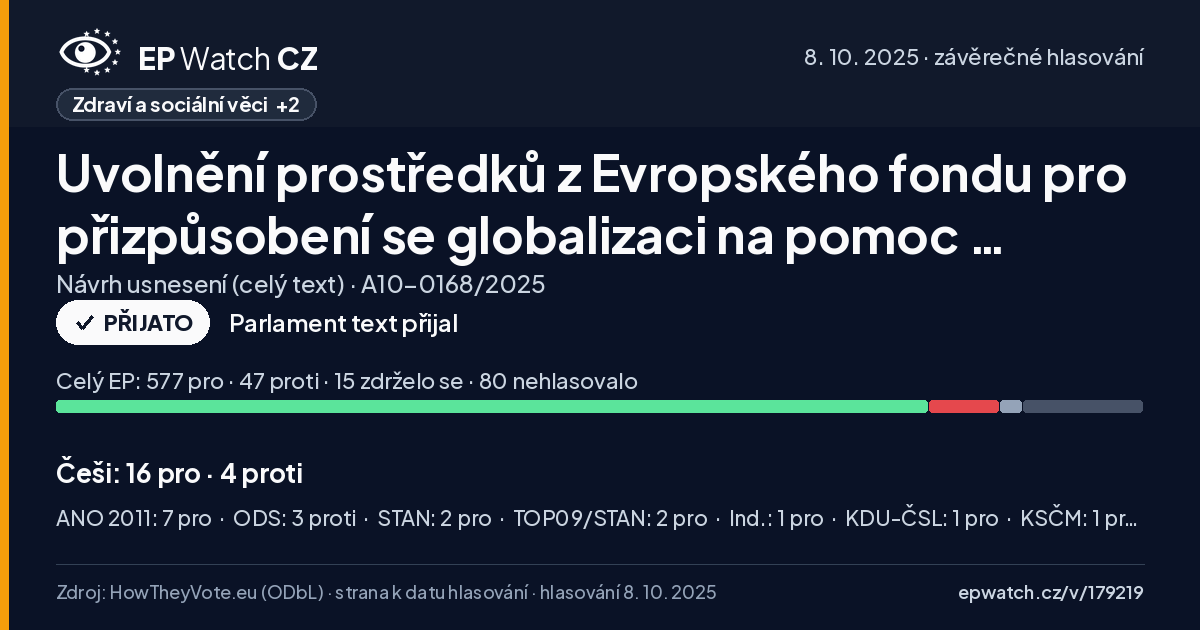 EP Watch CZ
8. 10. 2025 · závěrečné hlasování
Zdraví a sociální věci +2
Uvolnění prostředků z Evropského fondu pro
přizpůsobení se globalizaci na pomoc …
Návrh usnesení (celý text) · A10-0168/2025
✓ PŘIJATO Parlament text přijal
Celý EP: 577 pro · 47 proti · 15 zdrželo se · 80 nehlasovalo
Češi: 16 pro · 4 proti
ANO 2011: 7 pro · ODS: 3 proti · STAN: 2 pro · TOP09/STAN: 2 pro · Ind.: 1 pro · KDU-ČSL: 1 pro · KSČM: 1 pr…
Zdroj: HowTheyVote.eu (ODbL) · strana k datu hlasování · hlasování 8. 10. 2025
epwatch.cz/v/179219